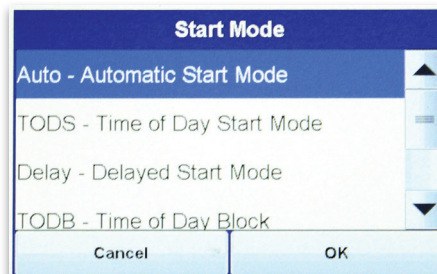 Start Mode
Auto - Automatic Start Mode
TODS - Time of Day Start Mode
Delay - Delayed Start Mode
TODB - Time of Day Block
Cancel
OK